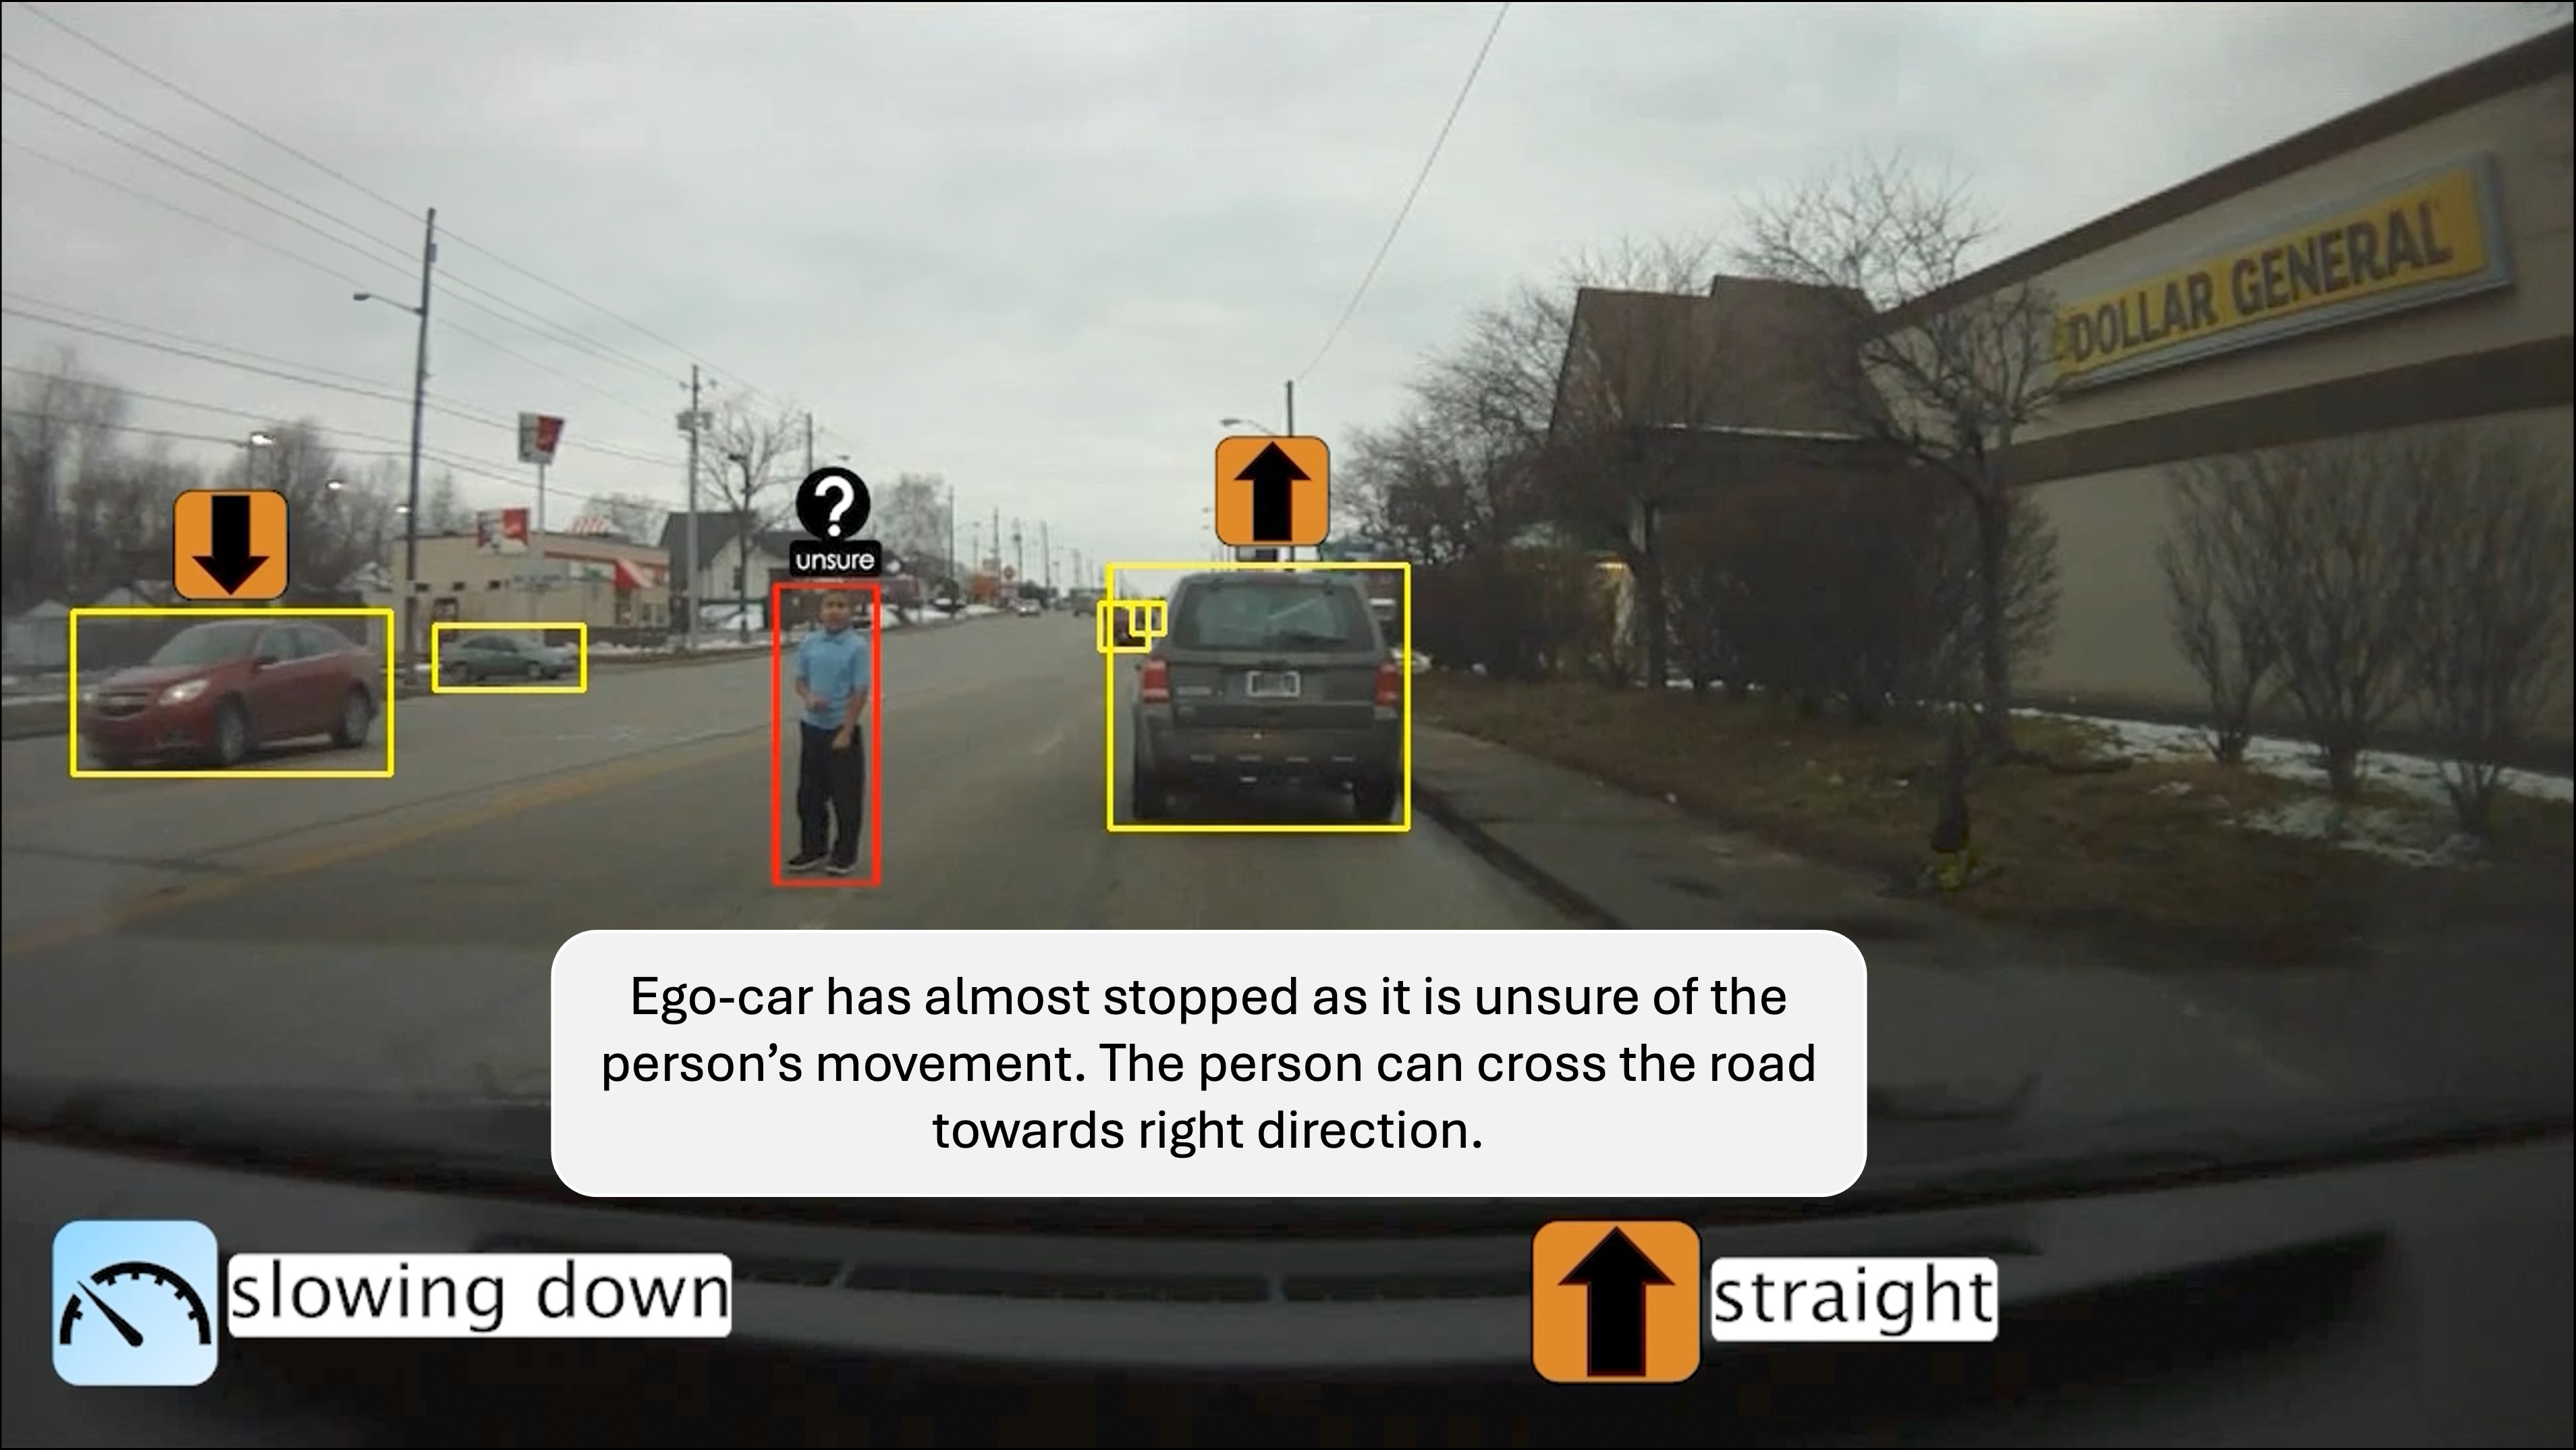 DOLLAR GENERAL
?
unsure
Ego-car has almost stopped as it is unsure of the
person's movement. The person can cross the road
towards right direction.
slowing down
straight